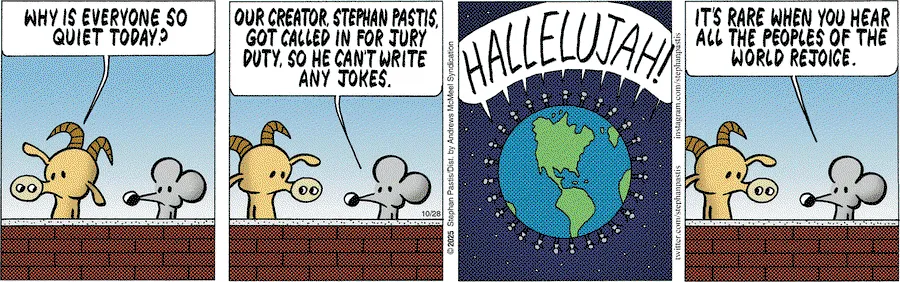 WHY IS EVERYONE SO
QUIET TODAY?
OUR CREATOR, STEPHAN PASTIS,
GOT CALLED IN FOR JURY
DUTY, SO HE CAN'T WRITE
ANY JOKES.
10/28
© 2025 Stephan Pastis/Dist. by Andrews McMeel Syndication
HALLELUJAH!
twitter.com/stephanpastis
instagram.com/stephanpastis
IT'S RARE WHEN YOU HEAR
ALL THE PEOPLES OF THE
WORLD REJOICE.